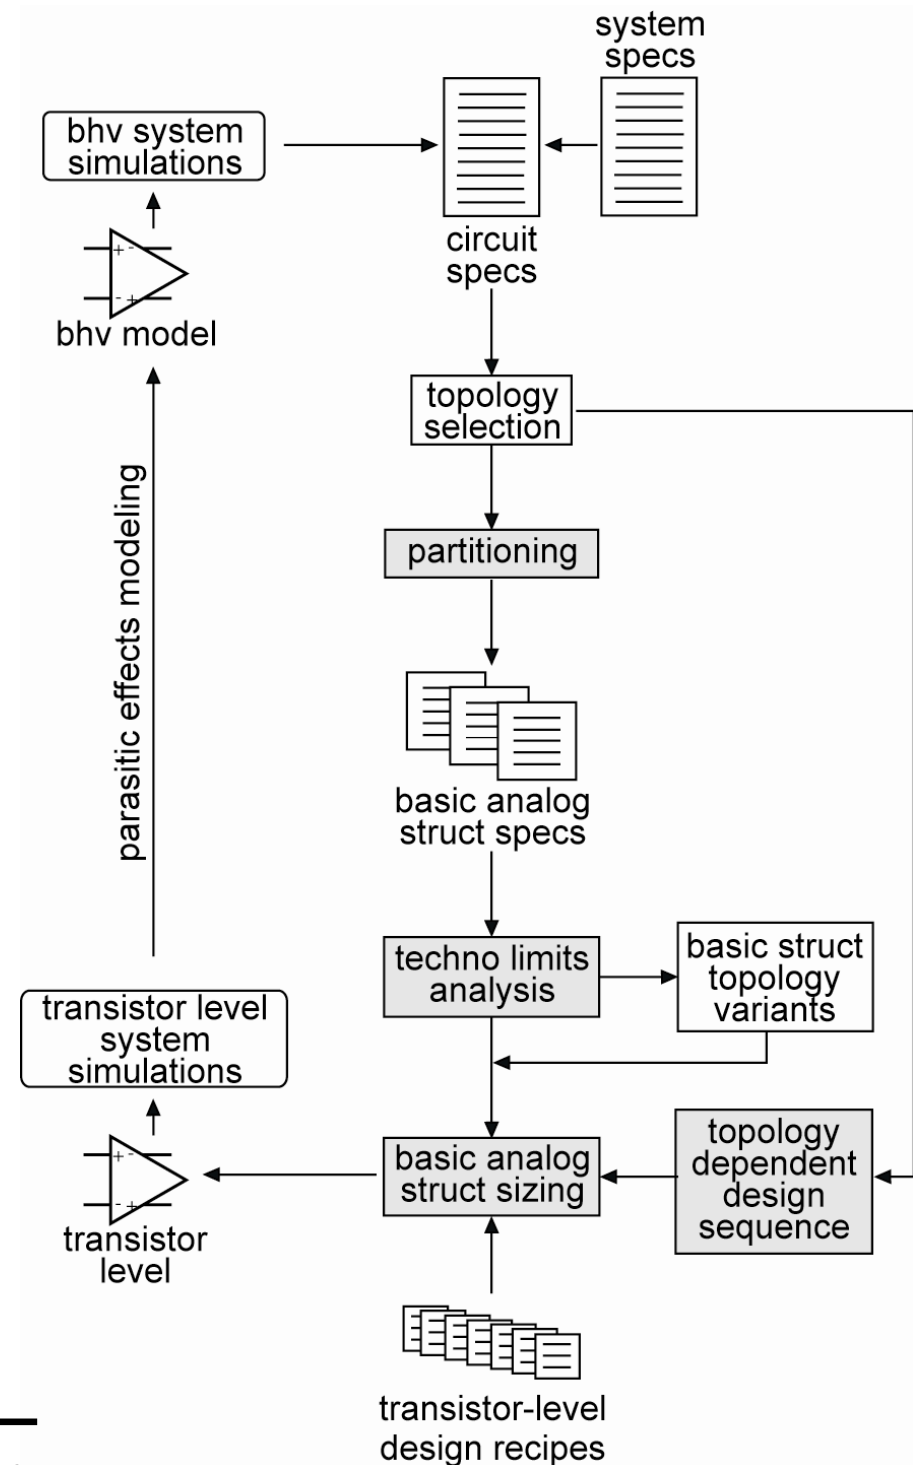 system
specs
bhv system
simulations
circuit
specs
+ -
- +
bhv model
topology
selection
parasitic effects modeling
partitioning
basic analog
struct specs
techno limits
analysis
basic struct
topology
variants
transistor level
system
simulations
topology
dependent
design
sequence
basic analog
struct sizing
+ -
- +
transistor
level
transistor-level
design recipes